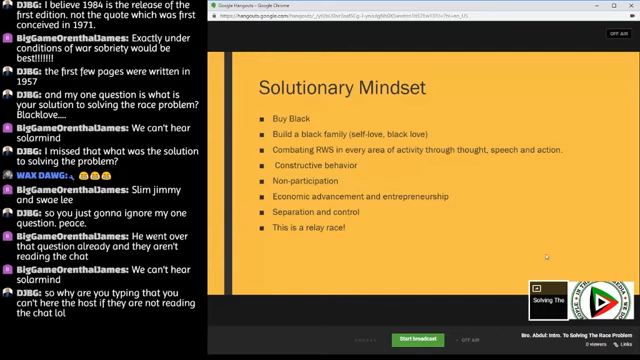 DJBG: I believe 1984 is the release of the
first edition. not the quote which was first
conceived in 1971.
BigGameOrenthalJames: Exactly under
conditions of war sobriety would be
best!!!!!!!
DJBG: the first few pages were written in
1957
DJBG: and my one question is what is
your solution to solving the race problem?
Blacklove....
BigGameOrenthalJames: We can't hear
solarmind
DJBG: I missed that what was the solution
to solving the problem?
WAX DAWG:
BigGameOrenthalJames: Slim jimmy
and swae lee
DJBG: so you just gonna ignore my one
question. peace.
BigGameOrenthalJames: He went over
that question already and they aren't
reading the chat
BigGameOrenthalJames: We can't hear
solarmind
DJBG: so why are you typing that you
can't here the host if they are not reading
the chat lol
Google Hangouts - Google Chrome
OFF AIR
Solutionary Mindset
Buy Black
Build a black family (self-love, black love)
Combating RWS in every area of activity through thought, speech and action.
Constructive behavior
Non-participation
Economic advancement and entrepreneurship
Separation and control
This is a relay race!
Solving The
Start broadcast
OFF AIR
Bro. Abdul: Intro. To Solving The Race Problem
0 viewers
Links